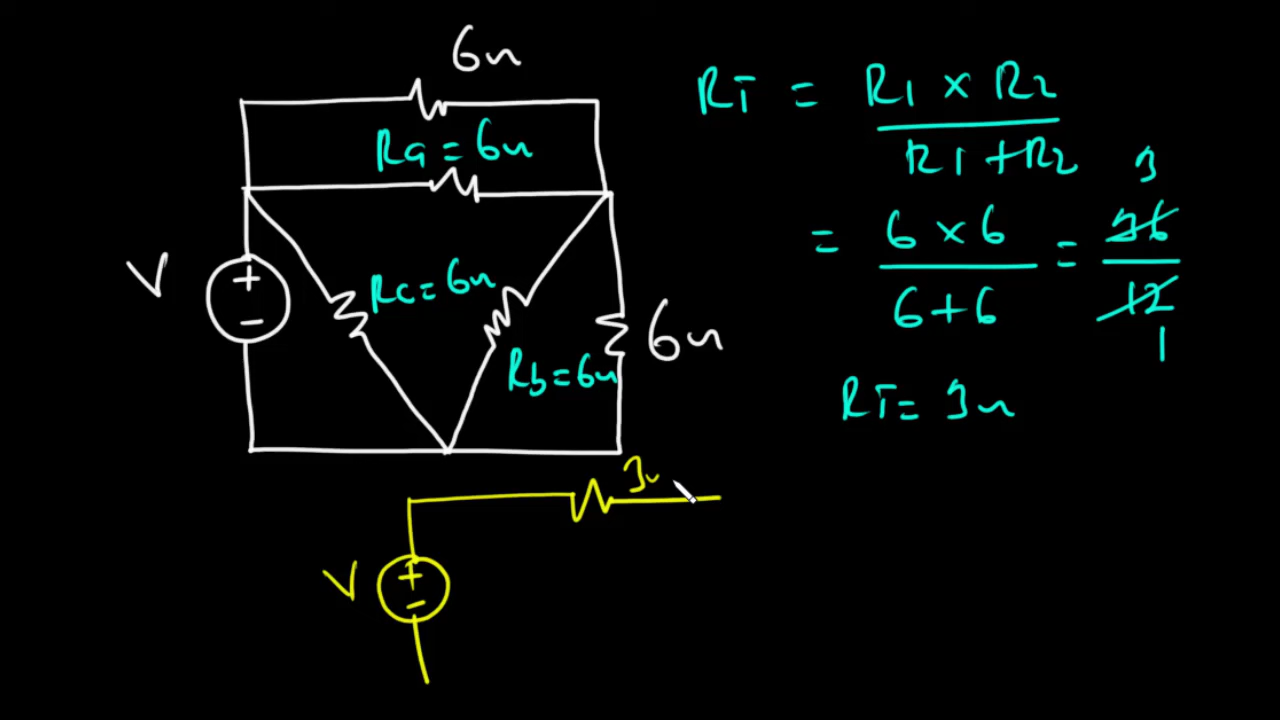 6Ω
Ra = 6Ω
V
+
-
Rc = 6Ω
Rb = 6Ω
6Ω
RT = R1 × R2 / R1 + R2
= 6 × 6 / 6 + 6 = 36 / 12
3
1
RT = 3Ω
3Ω
V
+
-